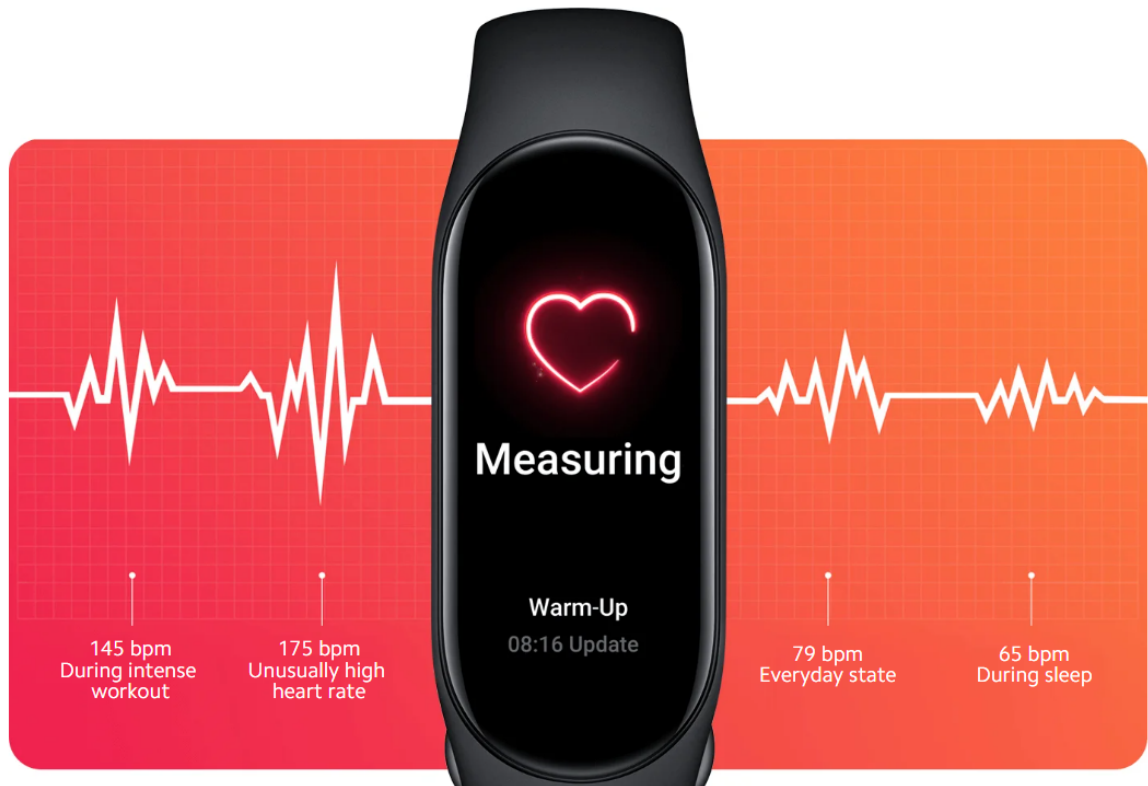 Measuring
Warm-Up
08:16 Update
145 bpm
During intense
workout
175 bpm
Unusually high
heart rate
79 bpm
Everyday state
65 bpm
During sleep